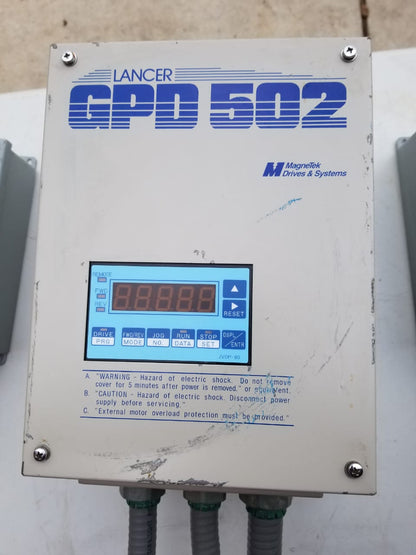 LANCER
GPD 502
MagneTek
Drives & Systems
REMOTE
FWD
REV
RESET
DRIVE FWD/REV JOG RUN STOP DSPL
PRG MODE NO. DATA SET ENTR
JVOP-95
A. "WARNING - Hazard of electric shock. Do not remove
cover for 5 minutes after power is removed." or equivent.
B. "CAUTION - Hazard of electric shock. Disconnect power
supply before servicing."
C. "External motor overload protection must be provided."